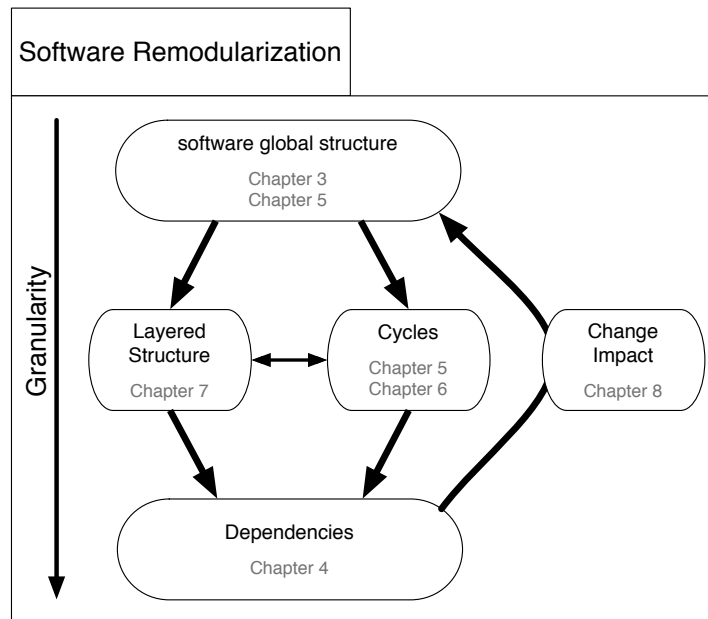 Software Remodularization
software global structure
Chapter 3
Chapter 5
Granularity
Layered
Structure
Chapter 7
Cycles
Chapter 5
Chapter 6
Change
Impact
Chapter 8
Dependencies
Chapter 4